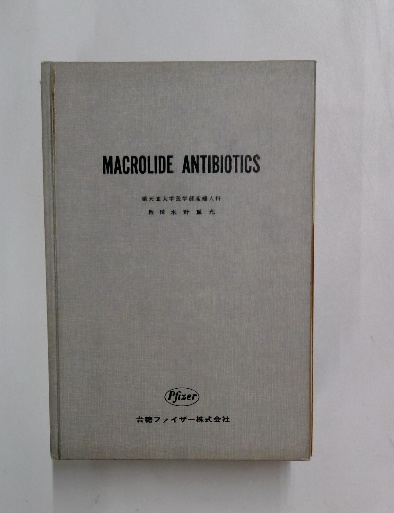 MACROLIDE ANTIBIOTICS
順天堂大学医学部産婦人科
教授 水野重光
Pfizer
台糖ファイザー株式会社